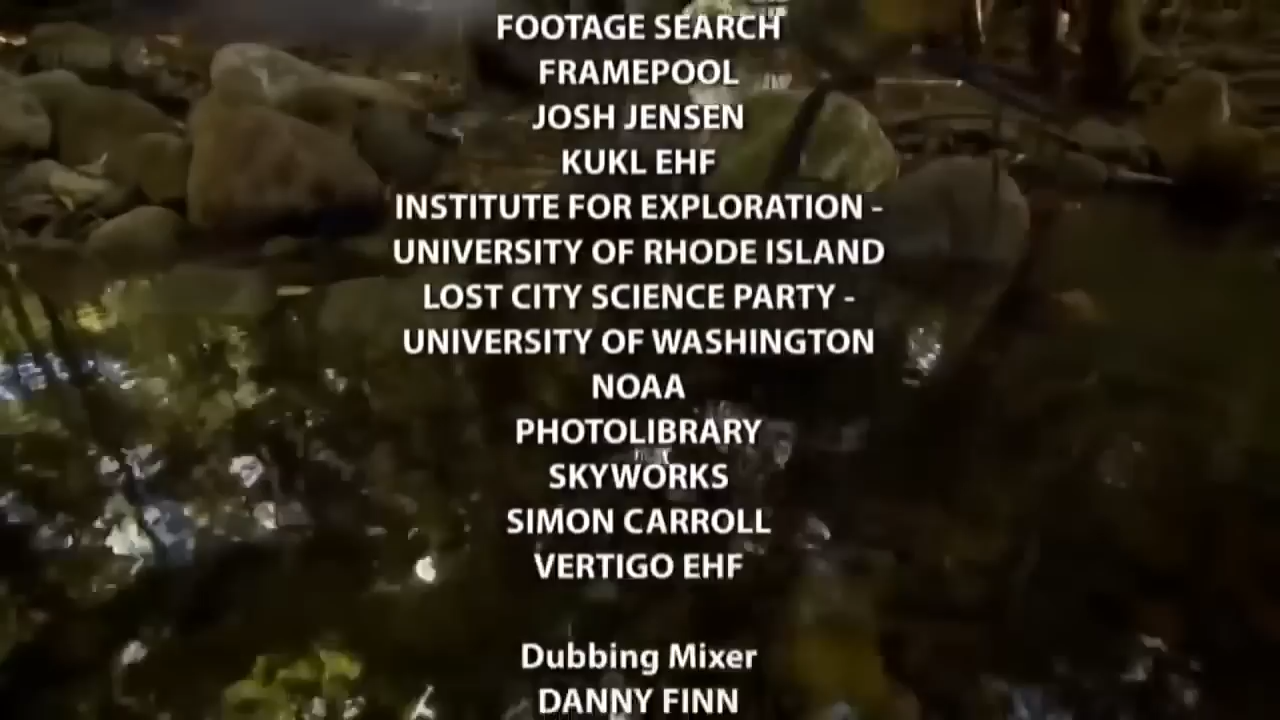 FOOTAGE SEARCH
FRAMEPOOL
JOSH JENSEN
KUKL EHF
INSTITUTE FOR EXPLORATION -
UNIVERSITY OF RHODE ISLAND
LOST CITY SCIENCE PARTY -
UNIVERSITY OF WASHINGTON
NOAA
PHOTOLIBRARY
SKYWORKS
SIMON CARROLL
VERTIGO EHF
Dubbing Mixer
DANNY FINN